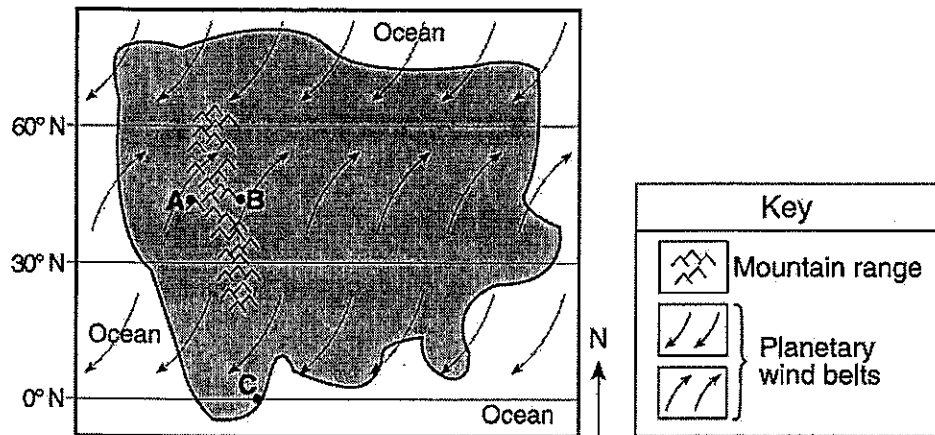 Ocean
60° N
A
B
Key
Mountain range
30° N
Ocean
N
Planetary
wind belts
C
0° N
Ocean